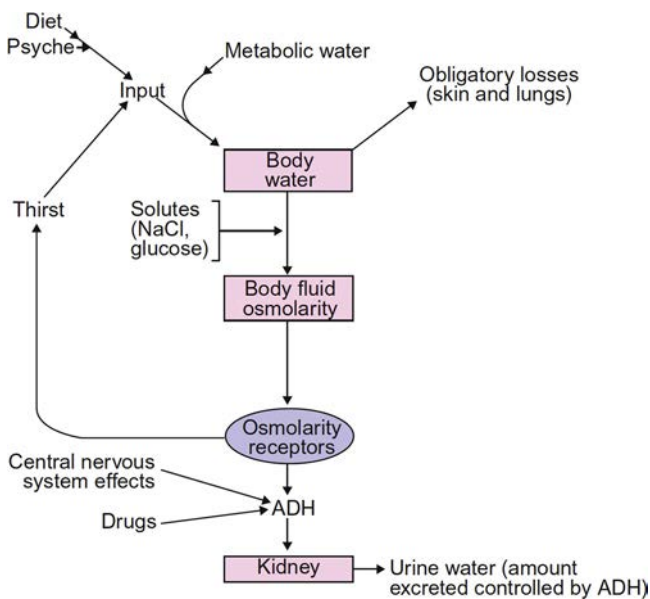 Diet
Psyche
Metabolic water
Input
Obligatory losses
(skin and lungs)
Body
water
Thirst
Solutes
(NaCl,
glucose)
Body fluid
osmolarity
Osmolarity
receptors
Central nervous
system effects
ADH
Drugs
Kidney
Urine water (amount
excreted controlled by ADH)